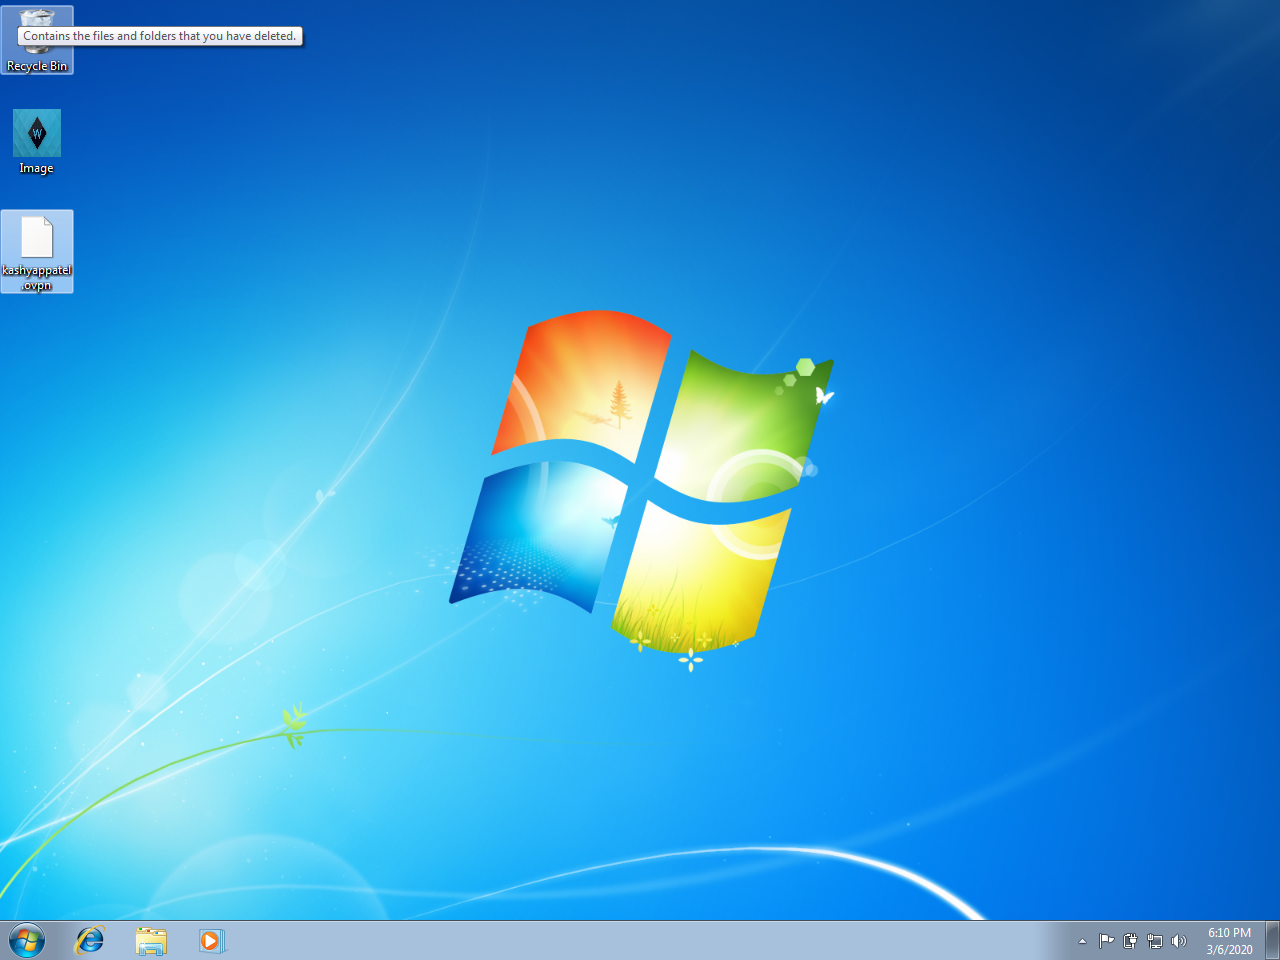 Contains the files and folders that you have deleted.
Recycle Bin
W
Image
kashyappatel
.ovpn
6:10 PM
3/6/2020